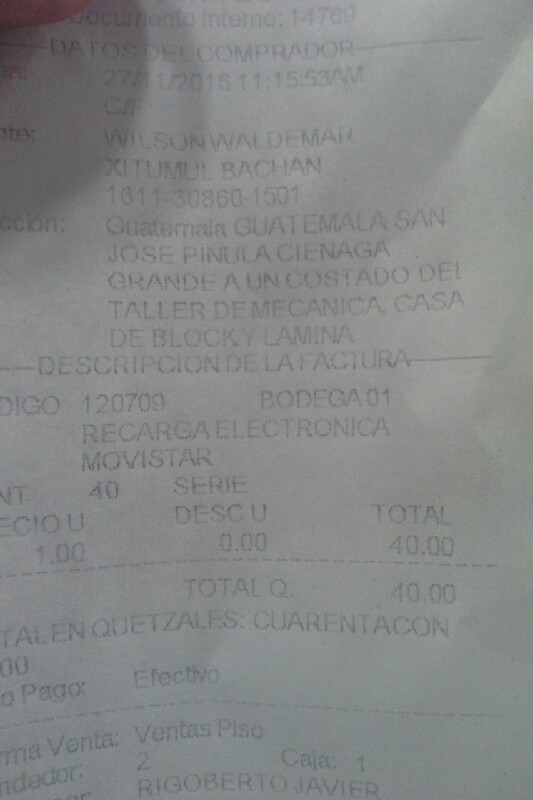 Documento Interno: 14769
DATOS DEL COMPRADOR
27/11/2016 11:15:53AM
C/F
nte: WILSON WALDEMAR
XITUMUL BACHAN
1611-30860-1501
cción: Guatemala GUATEMALA SAN
JOSE PINULA CIENAGA
GRANDE A UN COSTADO DEL
TALLER DE MECANICA, CASA
DE BLOCK Y LAMINA
DESCRIPCION DE LA FACTURA
DIGO 120709 BODEGA 01
RECARGA ELECTRONICA
MOVISTAR
NT 40 SERIE
ECIO U DESC U TOTAL
1.00 0.00 40.00
TOTAL Q. 40.00
TAL EN QUETZALES: CUARENTA CON
00
o Pago: Efectivo
rma Venta: Ventas Piso
ndedor: 2 Caja: 1
RIGOBERTO JAVIER